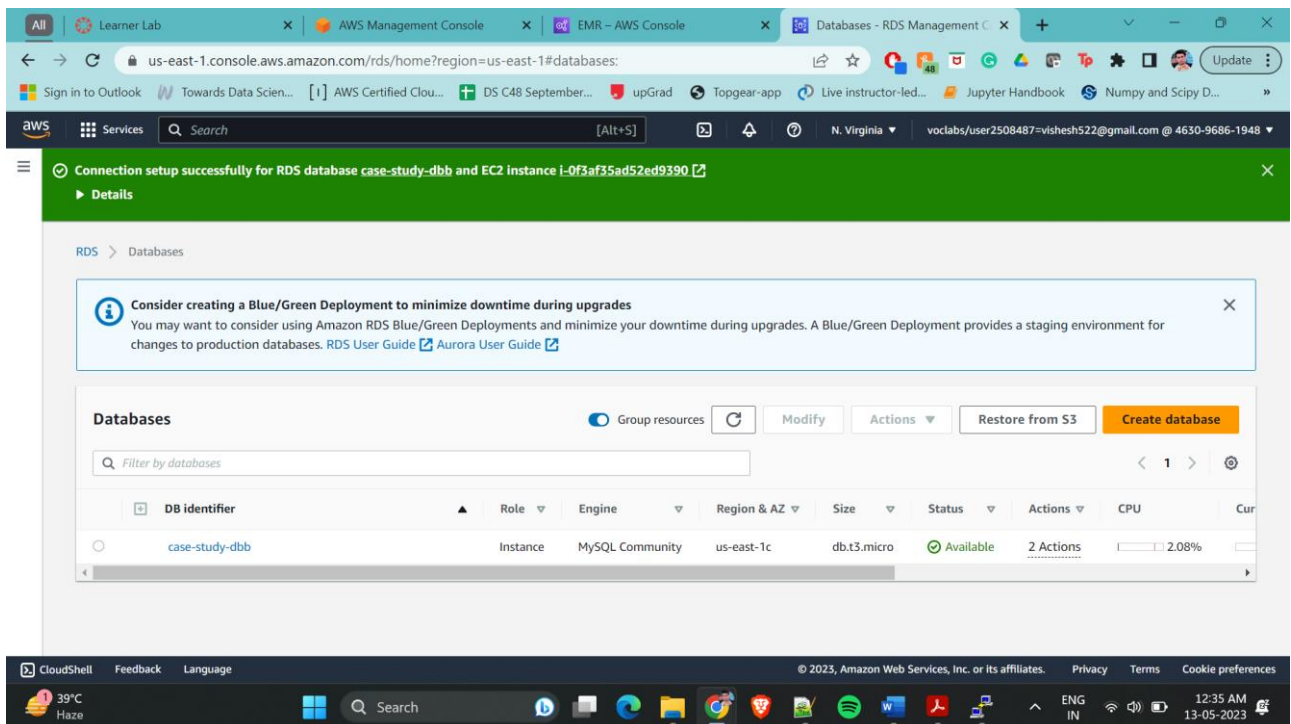 All Learner Lab AWS Management Console EMR – AWS Console Databases - RDS Management C
us-east-1.console.aws.amazon.com/rds/home?region=us-east-1#databases: 48 Tp Update
Sign in to Outlook Towards Data Scien... AWS Certified Clou... DS C48 September... upGrad Topgear-app Live instructor-led... Jupyter Handbook Numpy and Scipy D... »
aws Services Search [Alt+S] N. Virginia voclabs/user2508487=vishesh522@gmail.com @ 4630-9686-1948
Connection setup successfully for RDS database case-study-dbb and EC2 instance i-0f3af35ad52ed9390
Details
RDS > Databases
Consider creating a Blue/Green Deployment to minimize downtime during upgrades
You may want to consider using Amazon RDS Blue/Green Deployments and minimize your downtime during upgrades. A Blue/Green Deployment provides a staging environment for
changes to production databases. RDS User Guide Aurora User Guide
Databases Group resources Modify Actions Restore from S3 Create database
Filter by databases < 1 >
DB identifier Role Engine Region & AZ Size Status Actions CPU Cur
case-study-dbb Instance MySQL Community us-east-1c db.t3.micro Available 2 Actions 2.08%
CloudShell Feedback Language © 2023, Amazon Web Services, Inc. or its affiliates. Privacy Terms Cookie preferences
1 39°C Search ENG 12:35 AM
Haze IN 13-05-2023